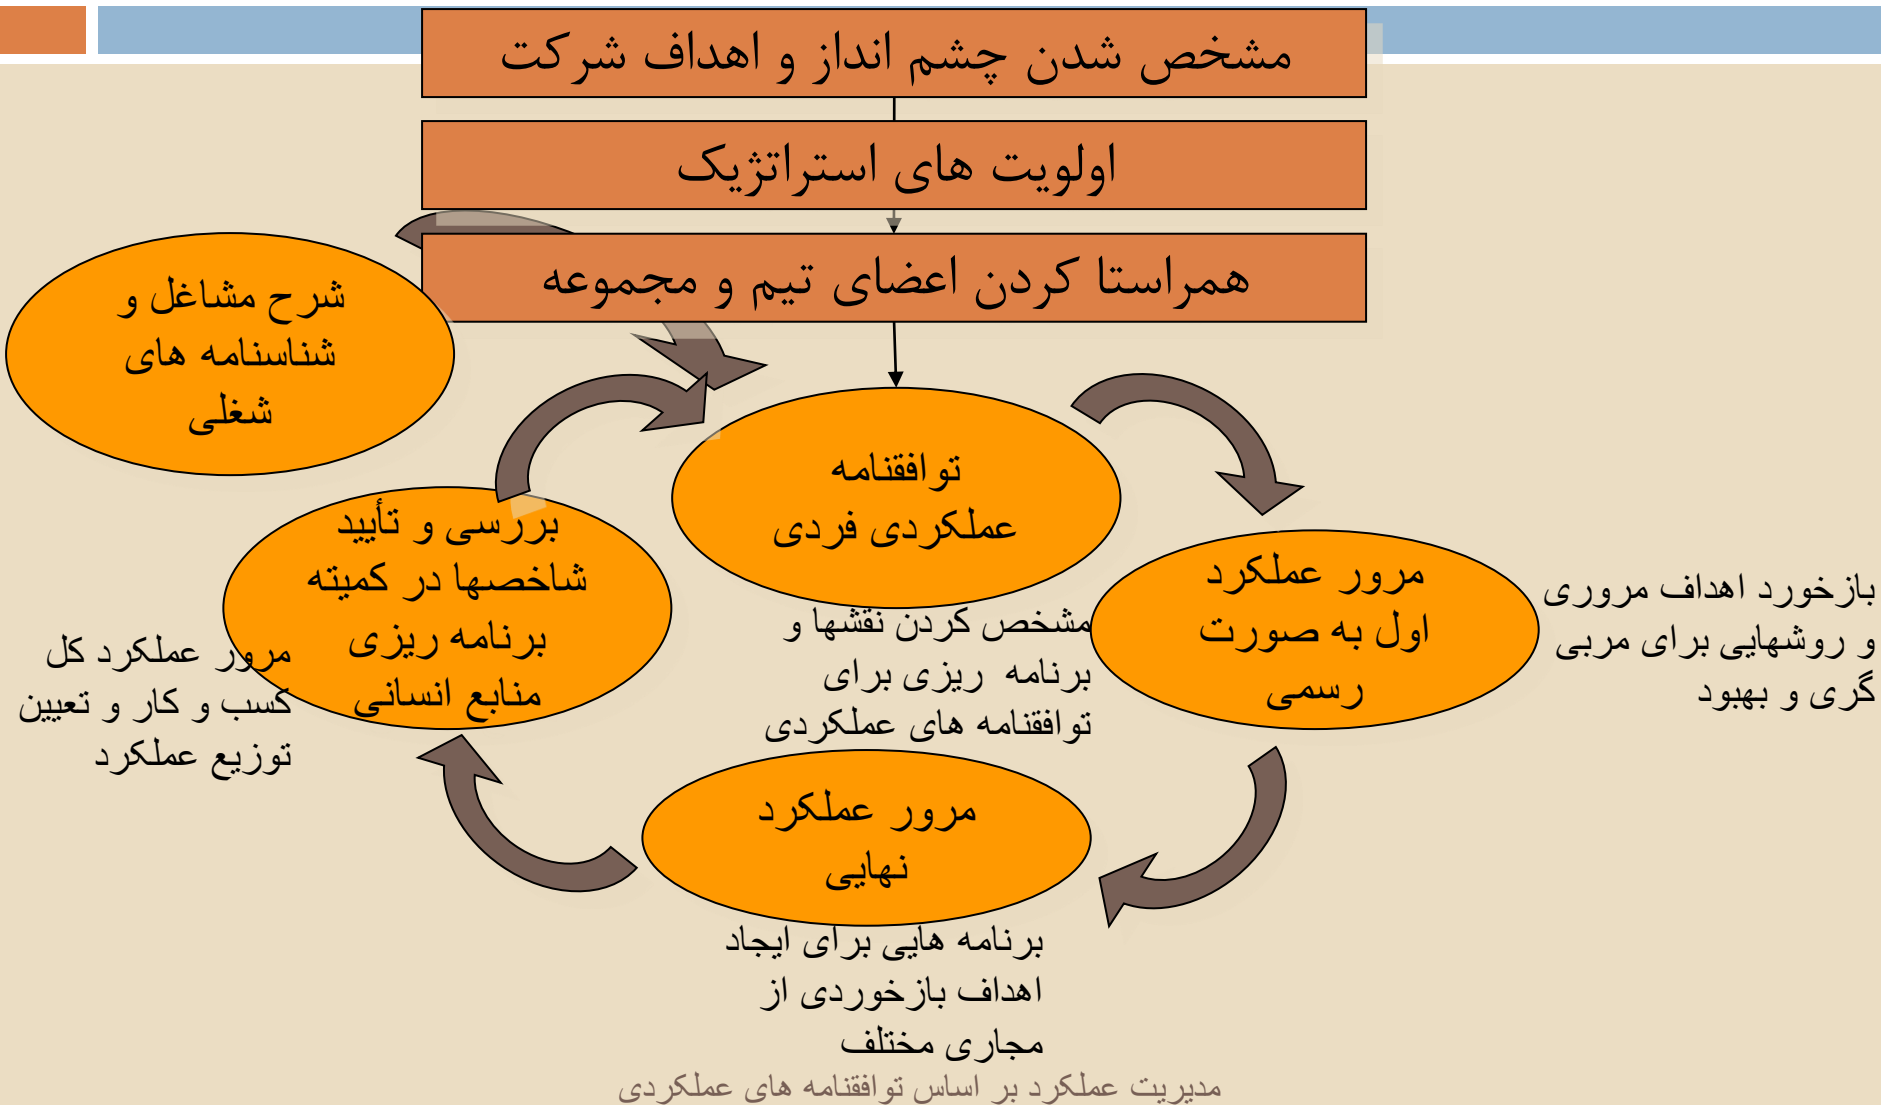 مشخص شدن چشم انداز و اهداف شرکت
اولویت های استراتژیک
همراستا کردن اعضای تیم و مجموعه
شرح مشاغل و
شناسنامه های
شغلی
توافقنامه
عملکردی فردی
مشخص کردن نقشها و
برنامه ریزی برای
توافقنامه های عملکردی
مرور عملکرد
اول به صورت
رسمی
بازخورد اهداف مروری
و روشهایی برای مربی
گری و بهبود
مرور عملکرد
نهایی
برنامه هایی برای ایجاد
اهداف بازخوردی از
مجاری مختلف
بررسی و تأیید
شاخصها در کمیته
برنامه ریزی
منابع انسانی
مرور عملکرد کل
کسب و کار و تعیین
توزیع عملکرد
مدیریت عملکرد بر اساس توافقنامه های عملکردی